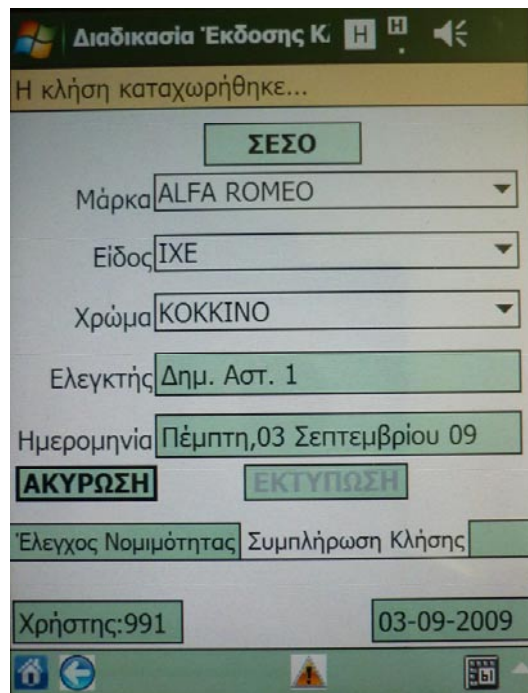 Διαδικασία Έκδοσης Κ H H
Η κλήση καταχωρήθηκε...
ΣΕΣΟ
Μάρκα ALFA ROMEO
Είδος ΙΧΕ
Χρώμα ΚΟΚΚΙΝΟ
Ελεγκτής Δημ. Αστ. 1
Ημερομηνία Πέμπτη,03 Σεπτεμβρίου 09
ΑΚΥΡΩΣΗ ΕΚΤΥΠΩΣΗ
Έλεγχος Νομιμότητας Συμπλήρωση Κλήσης
Χρήστης:991 03-09-2009